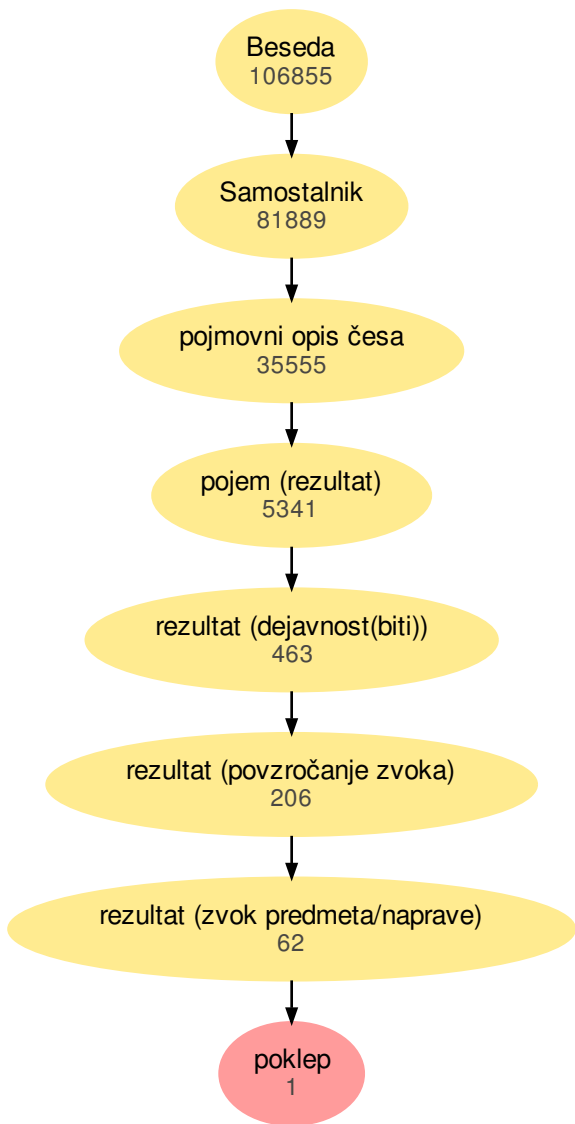 Beseda
106855
Samostalnik
81889
pojmovni opis česa
35555
pojem (rezultat)
5341
rezultat (dejavnost(biti))
463
rezultat (povzročanje zvoka)
206
rezultat (zvok predmeta/naprave)
62
poklep
1